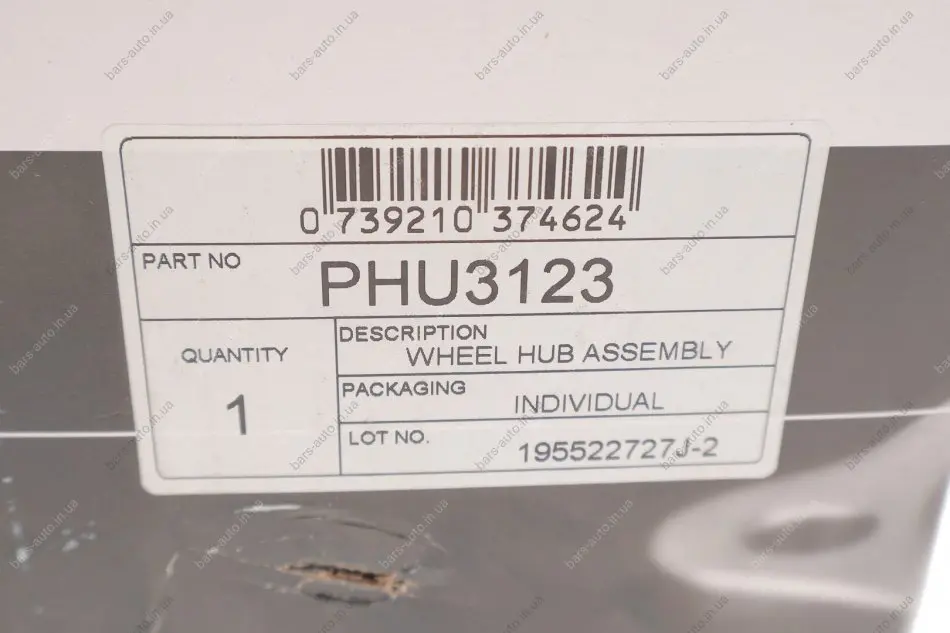 0 739210 374624
PART NO
PHU3123
QUANTITY
1
DESCRIPTION
WHEEL HUB ASSEMBLY
PACKAGING
INDIVIDUAL
LOT NO.
195522727J-2
bars-auto.in.ua